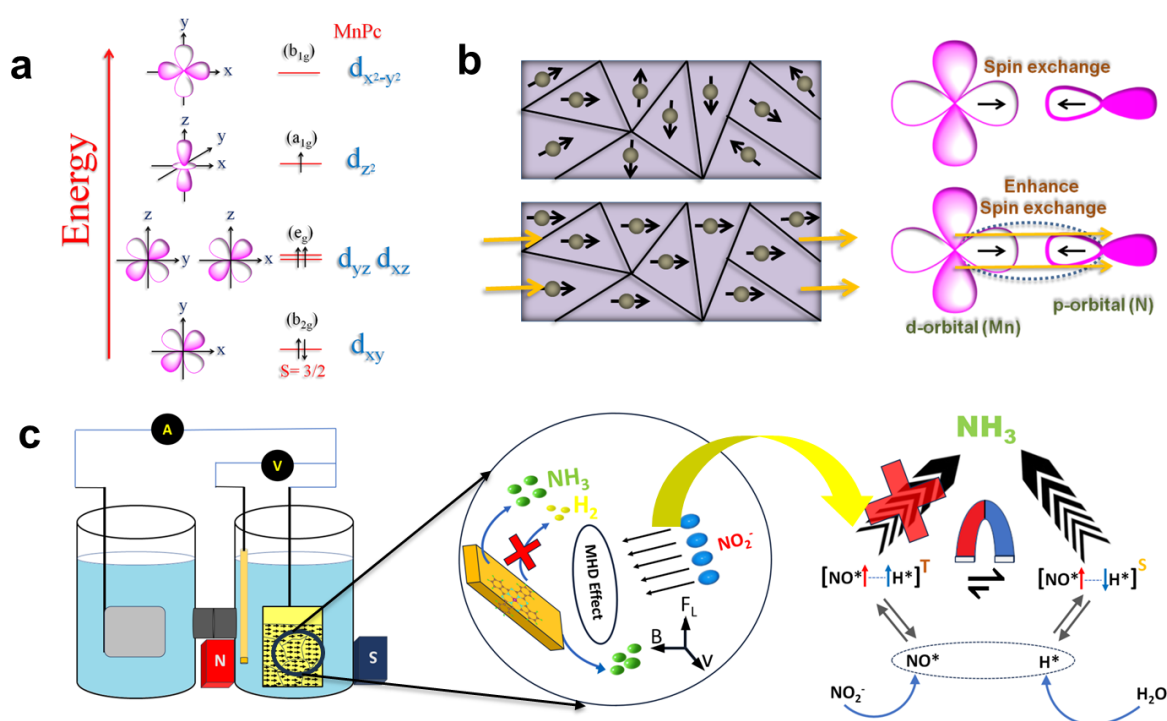 a
Energy
MnPc
y
x
(b₁g)
dx²-y²
z
y
x
(a₁g)
dz²
z
y
z
x
(eg)
dyz dxz
y
x
(b₂g)
S= 3/2
dxy
b
Spin exchange
Enhance
Spin exchange
d-orbital (Mn)
p-orbital (N)
c
A
V
N
S
NH₃
H₂
MHD Effect
NO₂⁻
F_L
B
V
NH₃
[NO* H*]ᵀ
[NO* H*]ˢ
NO*
H*
NO₂⁻
H₂O